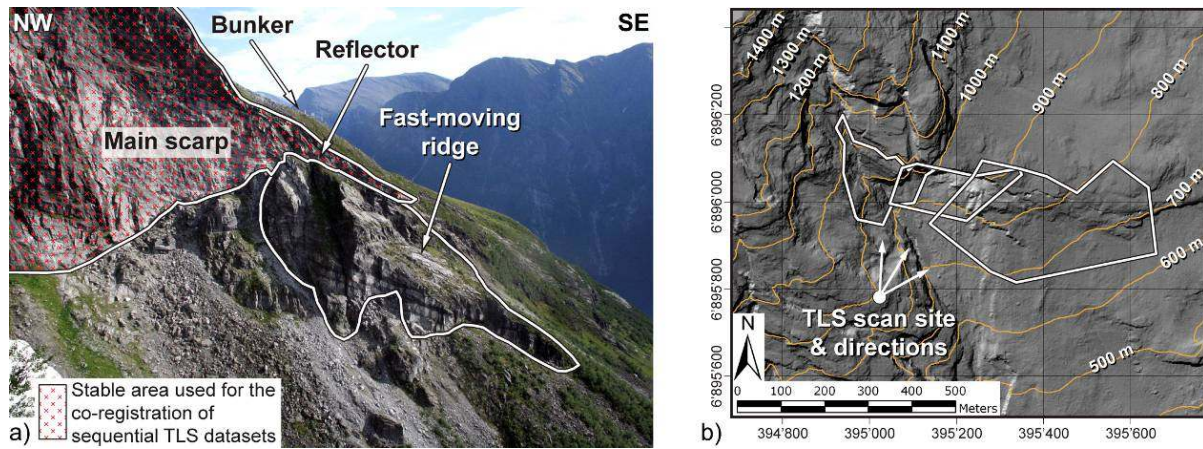 NW
SE
Bunker
Reflector
Fast-moving
ridge
Main scarp
Stable area used for the
co-registration of
sequential TLS datasets
a)
1400 m
1300 m
1200 m
1100 m
1000 m
900 m
800 m
700 m
600 m
500 m
6'896'200
6'896'000
6'895'800
6'895'600
TLS scan site
& directions
N
0 100 200 300 400 500
Meters
394'800 395'000 395'200 395'400 395'600
b)